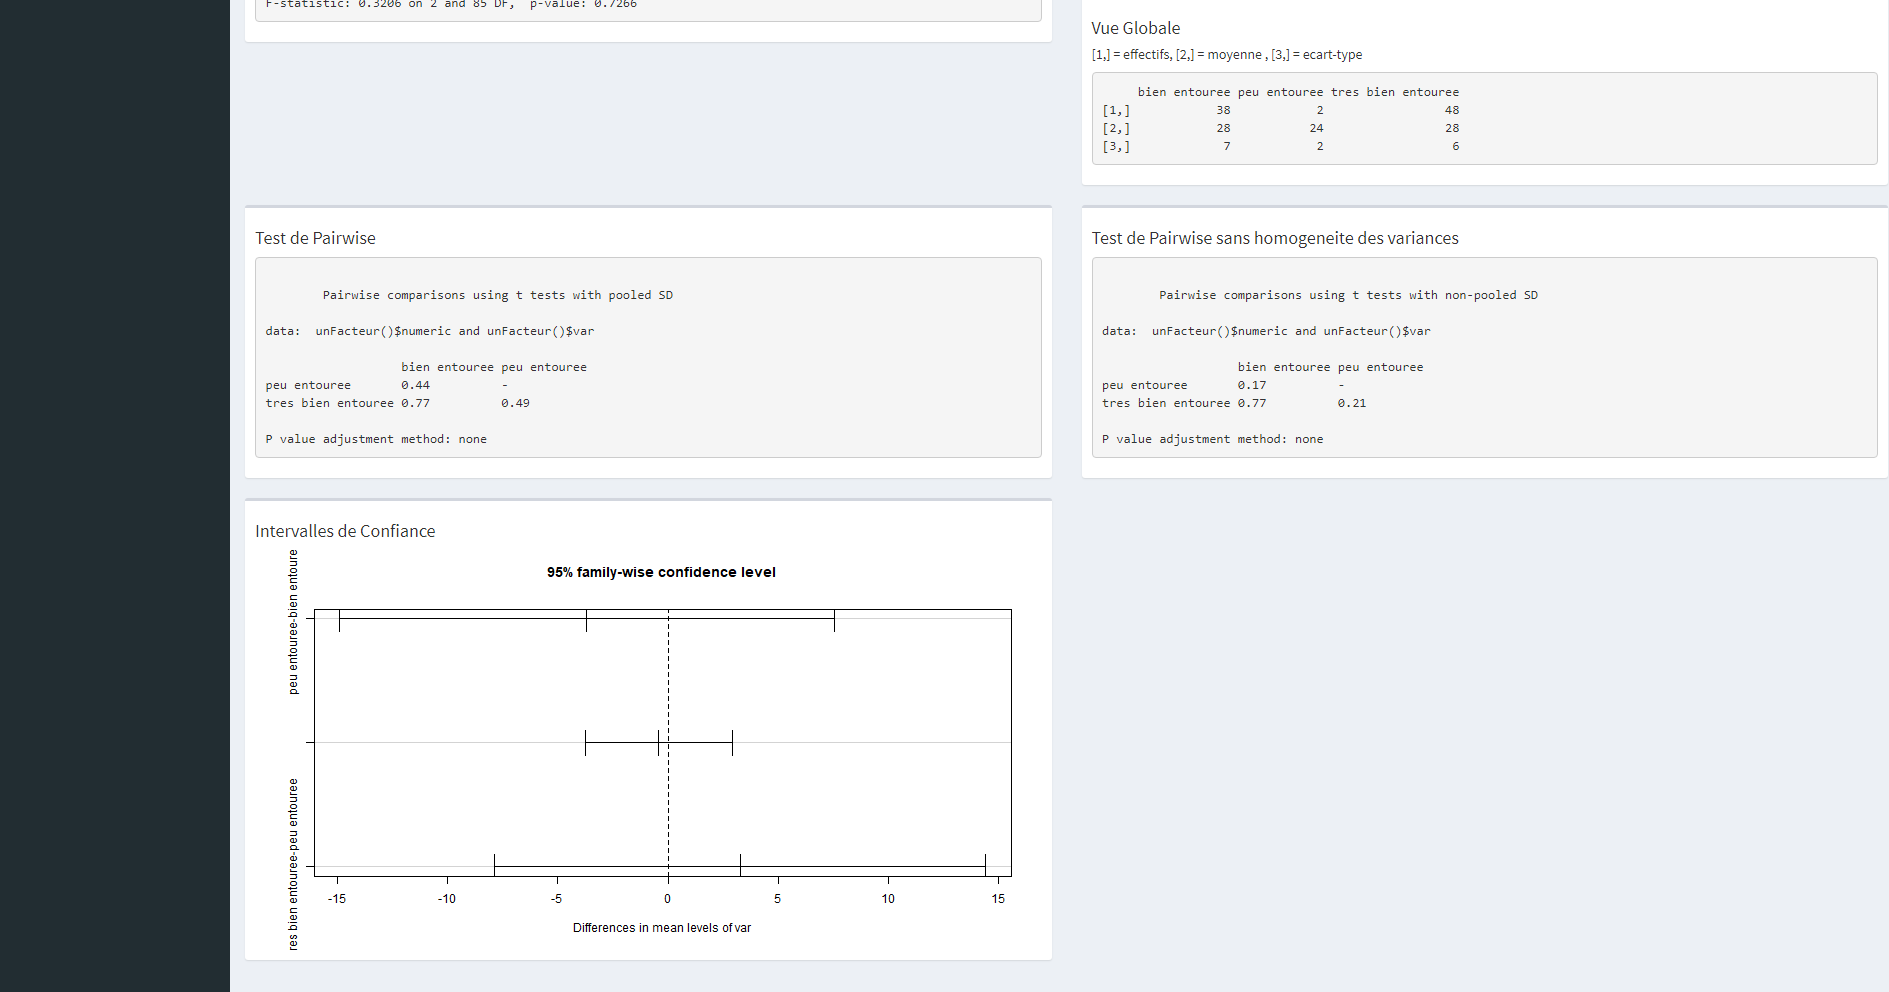 F-statistic: 0.3206 on 2 and 85 DF,  p-value: 0.7266
Vue Globale
[1,] = effectifs, [2,] = moyenne , [3,] = ecart-type
bien entouree peu entouree tres bien entouree
[1,] 38 2 48
[2,] 28 24 28
[3,] 7 2 6
Test de Pairwise
Pairwise comparisons using t tests with pooled SD
data:  unFacteur()$numeric and unFacteur()$var
bien entouree peu entouree
peu entouree 0.44 -
tres bien entouree 0.77 0.49
P value adjustment method: none
Test de Pairwise sans homogeneite des variances
Pairwise comparisons using t tests with non-pooled SD
data:  unFacteur()$numeric and unFacteur()$var
bien entouree peu entouree
peu entouree 0.17 -
tres bien entouree 0.77 0.21
P value adjustment method: none
Intervalles de Confiance
95% family-wise confidence level
peu entouree-bien entoure
res bien entouree-peu entouree
-15 -10 -5 0 5 10 15
Differences in mean levels of var